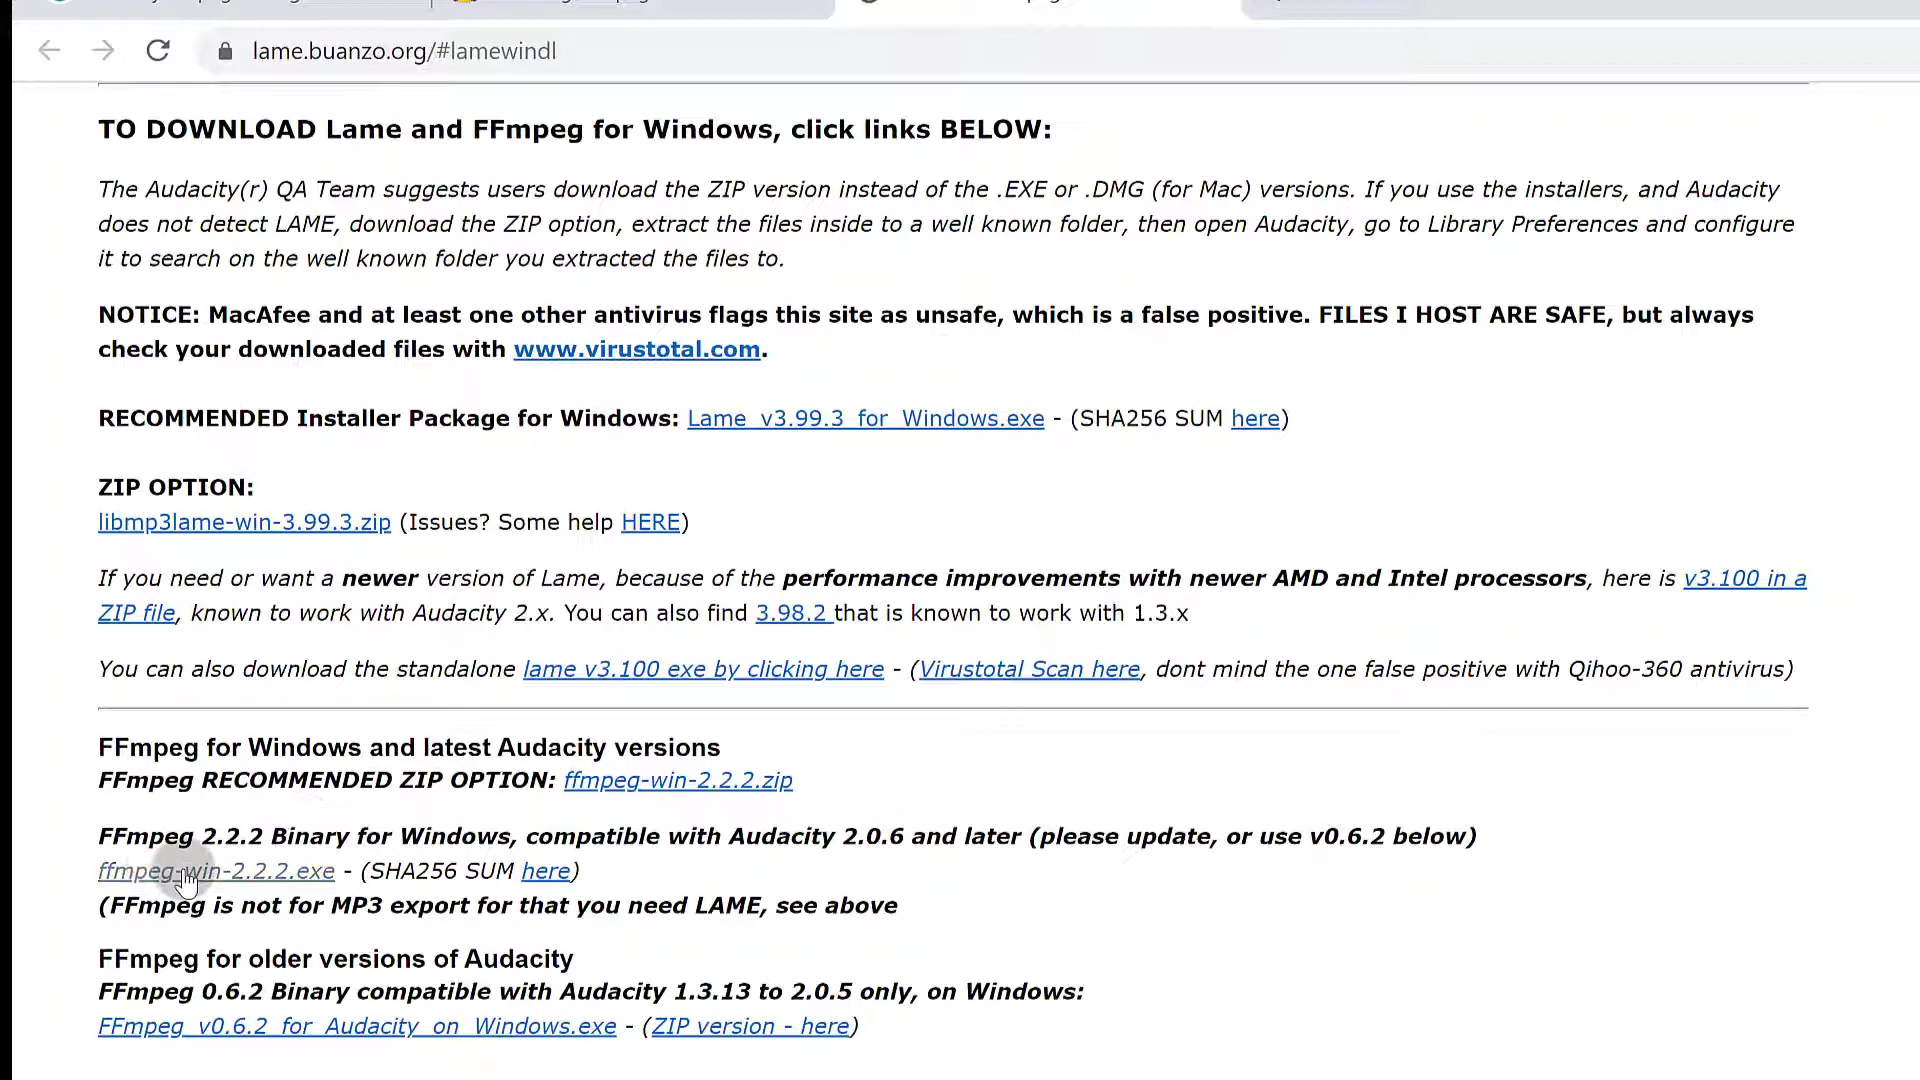 lame.buanzo.org/#lamewindl
TO DOWNLOAD Lame and FFmpeg for Windows, click links BELOW:
The Audacity(r) QA Team suggests users download the ZIP version instead of the .EXE or .DMG (for Mac) versions. If you use the installers, and Audacity
does not detect LAME, download the ZIP option, extract the files inside to a well known folder, then open Audacity, go to Library Preferences and configure
it to search on the well known folder you extracted the files to.
NOTICE: MacAfee and at least one other antivirus flags this site as unsafe, which is a false positive. FILES I HOST ARE SAFE, but always
check your downloaded files with www.virustotal.com.
RECOMMENDED Installer Package for Windows: Lame_v3.99.3_for_Windows.exe - (SHA256 SUM here)
ZIP OPTION:
libmp3lame-win-3.99.3.zip (Issues? Some help HERE)
If you need or want a newer version of Lame, because of the performance improvements with newer AMD and Intel processors, here is v3.100 in a
ZIP file, known to work with Audacity 2.x. You can also find 3.98.2 that is known to work with 1.3.x
You can also download the standalone lame v3.100 exe by clicking here - (Virustotal Scan here, dont mind the one false positive with Qihoo-360 antivirus)
FFmpeg for Windows and latest Audacity versions
FFmpeg RECOMMENDED ZIP OPTION: ffmpeg-win-2.2.2.zip
FFmpeg 2.2.2 Binary for Windows, compatible with Audacity 2.0.6 and later (please update, or use v0.6.2 below)
ffmpeg-win-2.2.2.exe - (SHA256 SUM here)
(FFmpeg is not for MP3 export for that you need LAME, see above
FFmpeg for older versions of Audacity
FFmpeg 0.6.2 Binary compatible with Audacity 1.3.13 to 2.0.5 only, on Windows:
FFmpeg_v0.6.2_for_Audacity_on_Windows.exe - (ZIP version - here)